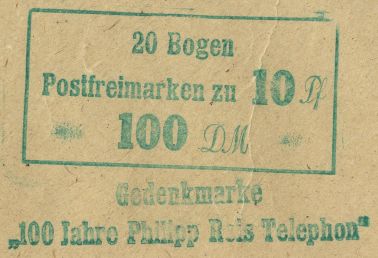 20 Bogen
Postfreimarken zu 10 Pf
100 DM
Gedenkmarke
„100 Jahre Philipp Reis Telephon"